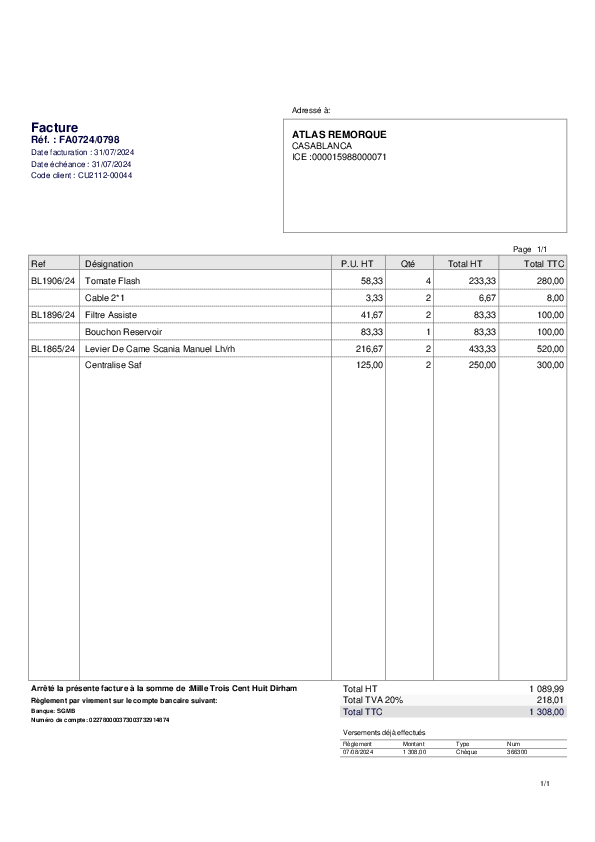 Adressé à:
Facture
Réf. : FA0724/0798
Date facturation : 31/07/2024
Date échéance : 31/07/2024
Code client : CU2112-00044
ATLAS REMORQUE
CASABLANCA
ICE :000015988000071
Page 1/1
Ref Désignation P.U. HT Qté Total HT Total TTC
BL1906/24 Tomate Flash 58,33 4 233,33 280,00
Cable 2*1 3,33 2 6,67 8,00
BL1896/24 Filtre Assiste 41,67 2 83,33 100,00
Bouchon Reservoir 83,33 1 83,33 100,00
BL1865/24 Levier De Came Scania Manuel Lh/rh 216,67 2 433,33 520,00
Centralise Saf 125,00 2 250,00 300,00
Arrêté la présente facture à la somme de :Mille Trois Cent Huit Dirham
Règlement par virement sur le compte bancaire suivant:
Banque: SGMB
Numéro de compte: 022780000373003732914874
Total HT 1 089,99
Total TVA 20% 218,01
Total TTC 1 308,00
Versements déjà effectués
Règlement Montant Type Num
07/08/2024 1 308,00 Chèque 366300
1/1